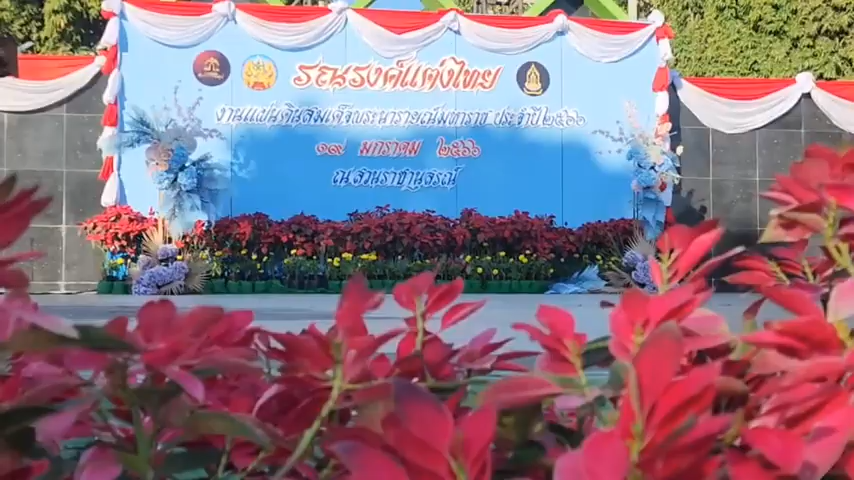 รณรงค์แต่งไทย
งานแผ่นดินสมเด็จพระนารายณ์มหาราช ประจำปี ๒๕๖๖
๑๙ มกราคม ๒๕๖๖
ณ สวนราชานุสรณ์